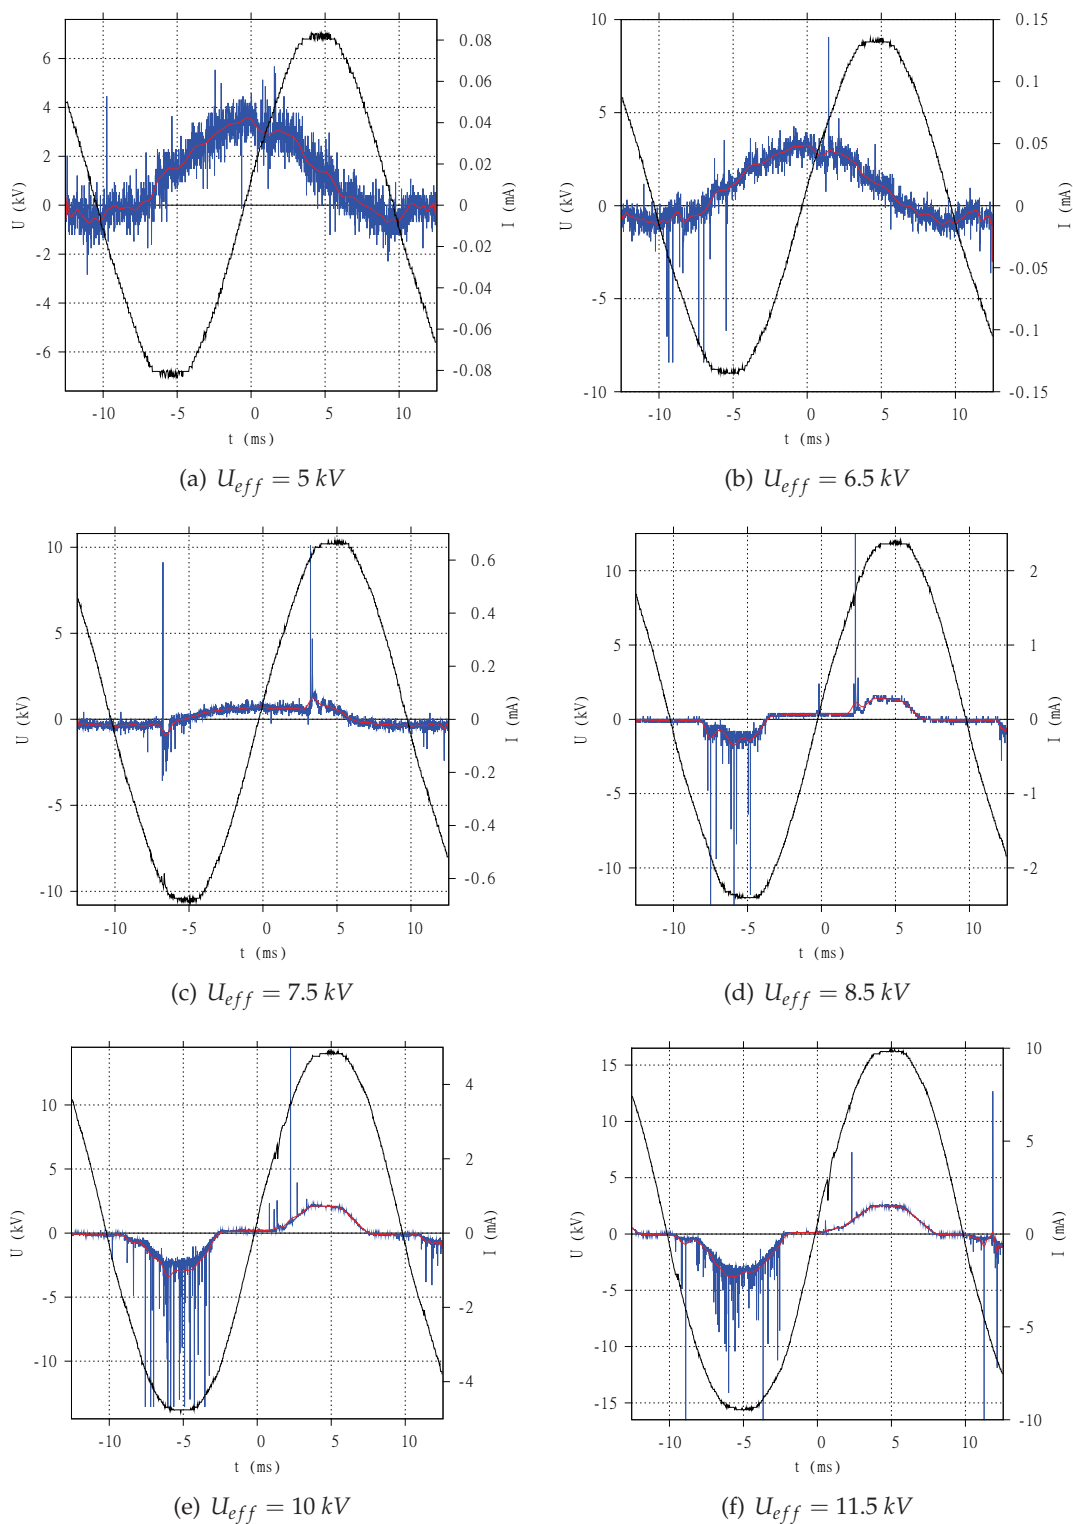 6
4
2
0
-2
-4
-6
0.08
0.06
0.04
0.02
0
-0.02
-0.04
-0.06
-0.08
U (kV)
I (mA)
-10 -5 0 5 10
t (ms)
(a) U_eff = 5 kV
10
5
0
-5
-10
0.15
0.1
0.05
0
-0.05
-0.1
-0.15
U (kV)
I (mA)
-10 -5 0 5 10
t (ms)
(b) U_eff = 6.5 kV
10
5
0
-5
-10
0.6
0.4
0.2
0
-0.2
-0.4
-0.6
U (kV)
I (mA)
-10 -5 0 5 10
t (ms)
(c) U_eff = 7.5 kV
10
5
0
-5
-10
2
1
0
-1
-2
U (kV)
I (mA)
-10 -5 0 5 10
t (ms)
(d) U_eff = 8.5 kV
10
5
0
-5
-10
4
2
0
-2
-4
U (kV)
I (mA)
-10 -5 0 5 10
t (ms)
(e) U_eff = 10 kV
15
10
5
0
-5
-10
-15
10
5
0
-5
-10
U (kV)
I (mA)
-10 -5 0 5 10
t (ms)
(f) U_eff = 11.5 kV